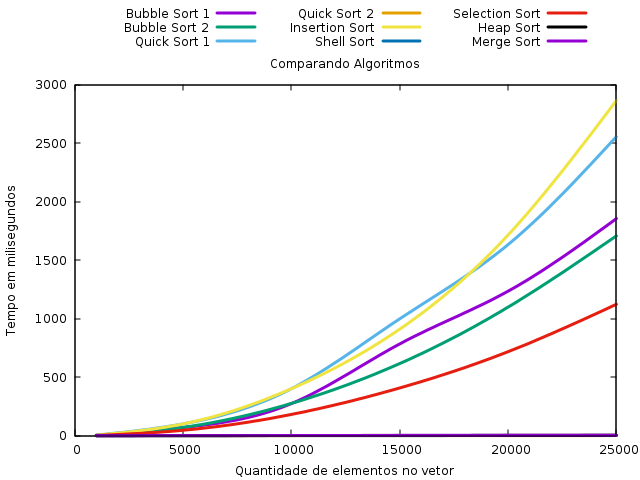 Bubble Sort 1 Quick Sort 2 Selection Sort
Bubble Sort 2 Insertion Sort Heap Sort
Quick Sort 1 Shell Sort Merge Sort
Comparando Algoritmos
3000
2500
2000
1500
1000
500
0
Tempo em milisegundos
0 5000 10000 15000 20000 25000
Quantidade de elementos no vetor